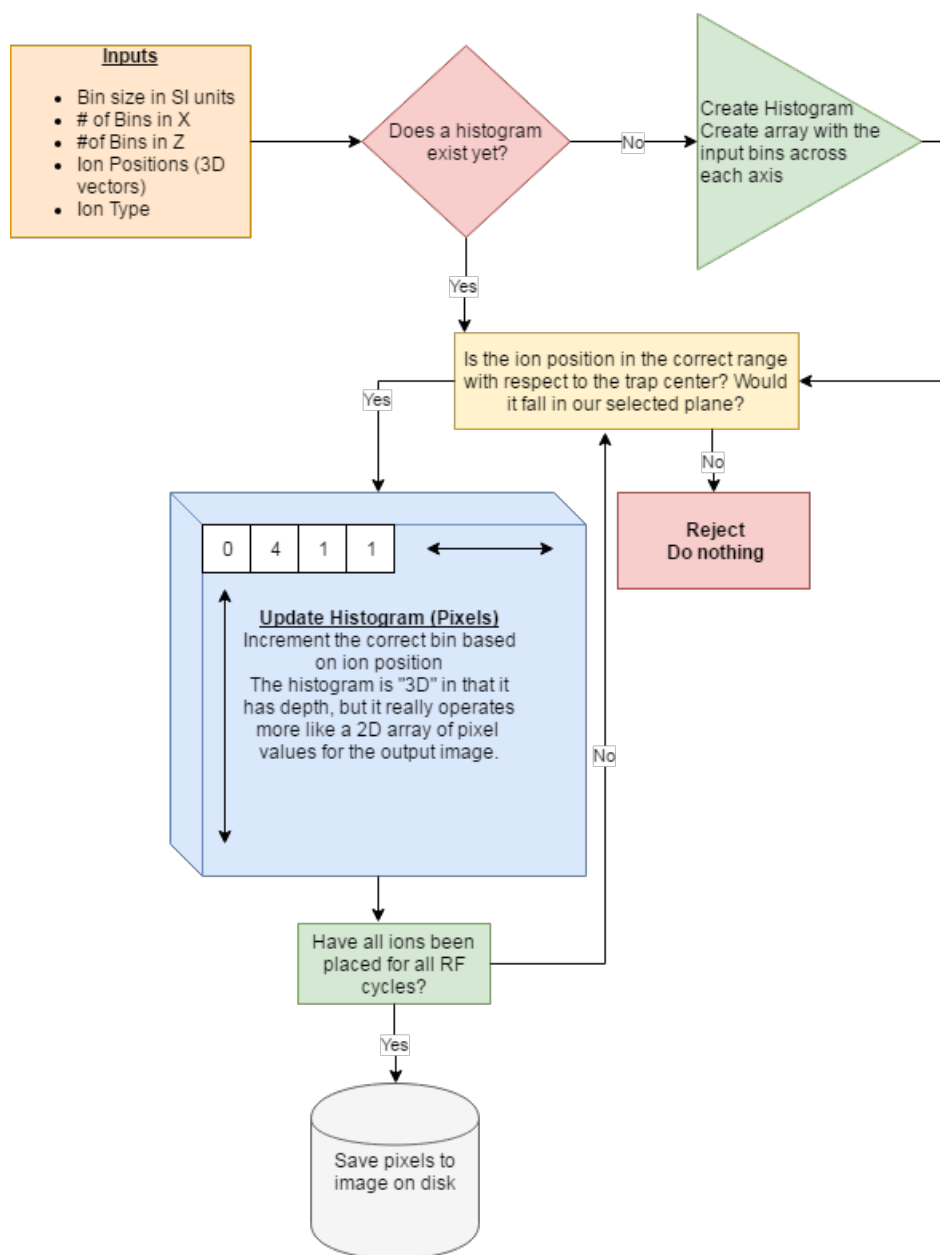 Inputs
• Bin size in SI units
• # of Bins in X
• #of Bins in Z
• Ion Positions (3D
vectors)
• Ion Type
Does a histogram
exist yet?
No
Create Histogram
Create array with the
input bins across
each axis
Yes
Is the ion position in the correct range
with respect to the trap center? Would
it fall in our selected plane?
Yes
No
Reject
Do nothing
0 4 1 1
Update Histogram (Pixels)
Increment the correct bin based
on ion position
The histogram is "3D" in that it
has depth, but it really operates
more like a 2D array of pixel
values for the output image.
No
Have all ions been
placed for all RF
cycles?
Yes
Save pixels to
image on disk